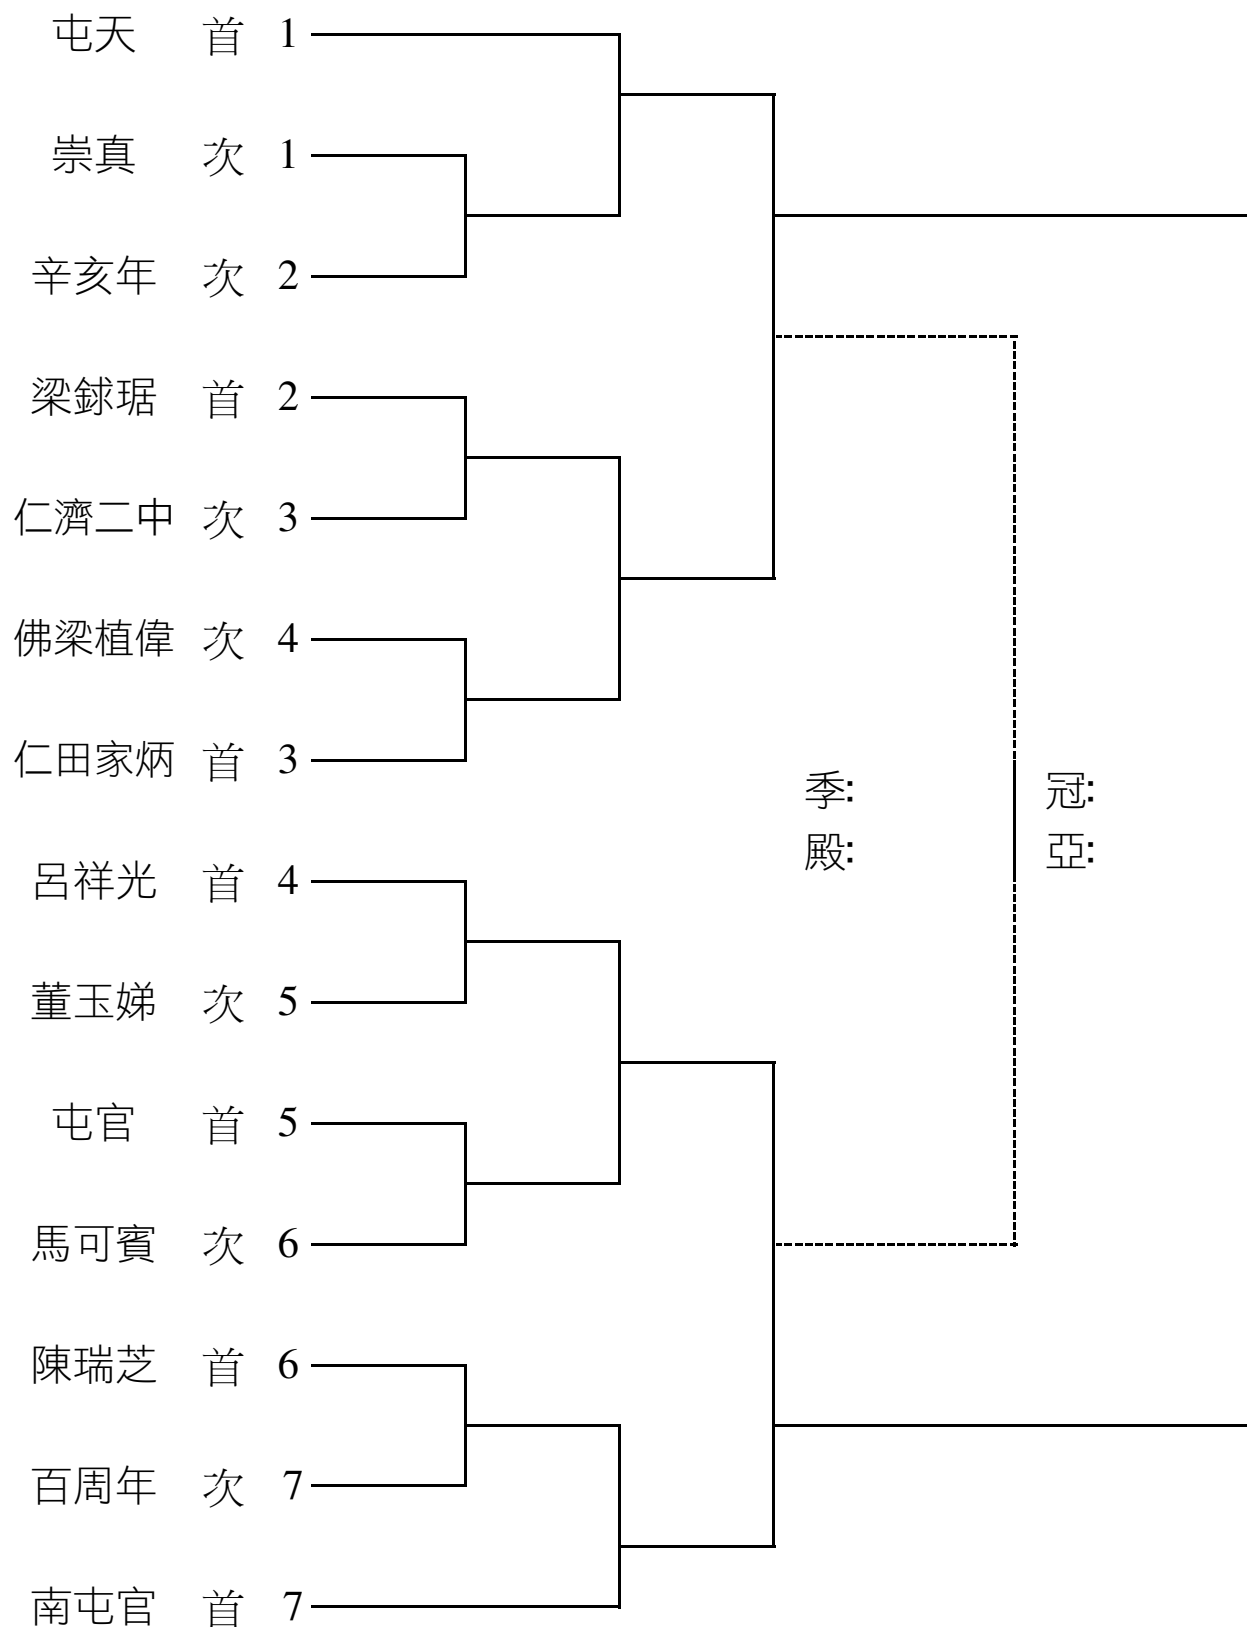 屯天 首 1
崇真 次 1
辛亥年 次 2
梁銶琚 首 2
仁濟二中 次 3
佛梁植偉 次 4
仁田家炳 首 3
季: 冠:
殿: 亞:
呂祥光 首 4
董玉娣 次 5
屯官 首 5
馬可賓 次 6
陳瑞芝 首 6
百周年 次 7
南屯官 首 7